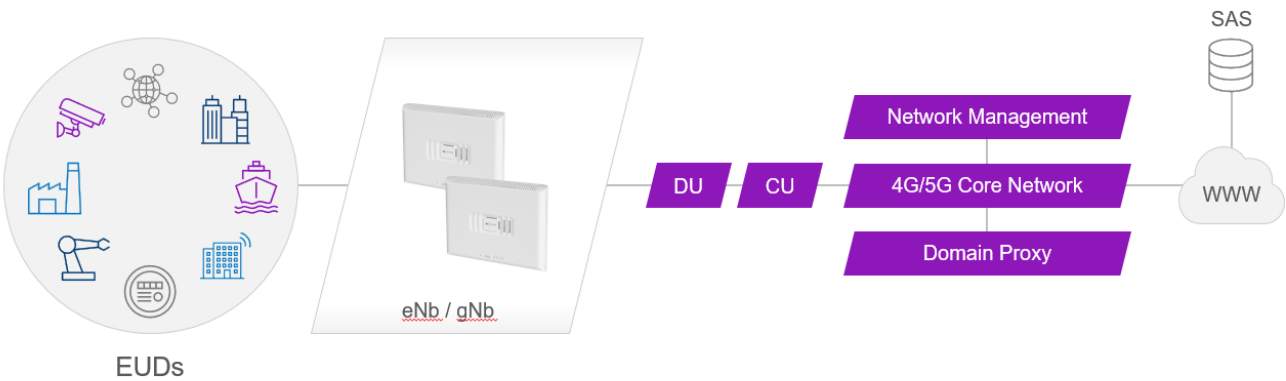 SAS
Network Management
DU
CU
4G/5G Core Network
WWW
Domain Proxy
eNb / gNb
EUDs